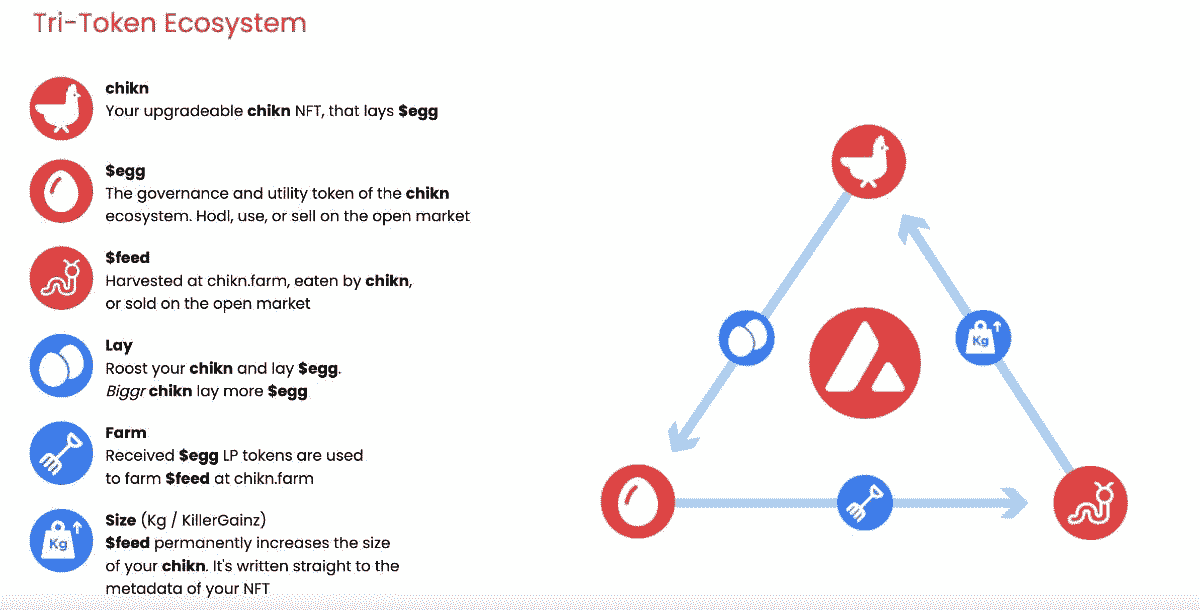 Tri-Token Ecosystem
chikn
Your upgradeable chikn NFT, that lays $egg
$egg
The governance and utility token of the chikn
ecosystem. Hodl, use, or sell on the open market
$feed
Harvested at chikn.farm, eaten by chikn,
or sold on the open market
Lay
Roost your chikn and lay $egg.
Biggr chikn lay more $egg
Farm
Received $egg LP tokens are used
to farm $feed at chikn.farm
Kg
Size (Kg / KillerGainz)
$feed permanently increases the size
of your chikn. It's written straight to the
metadata of your NFT
Kg